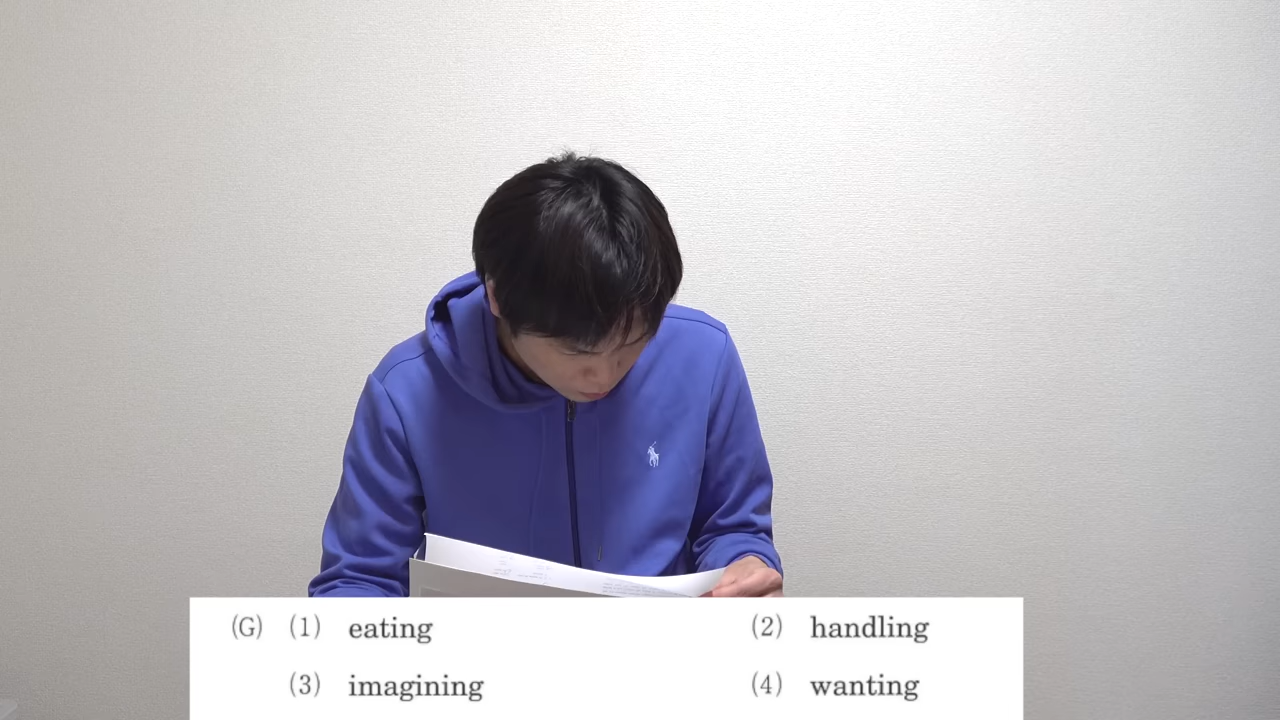 (G) (1) eating (2) handling
(3) imagining (4) wanting